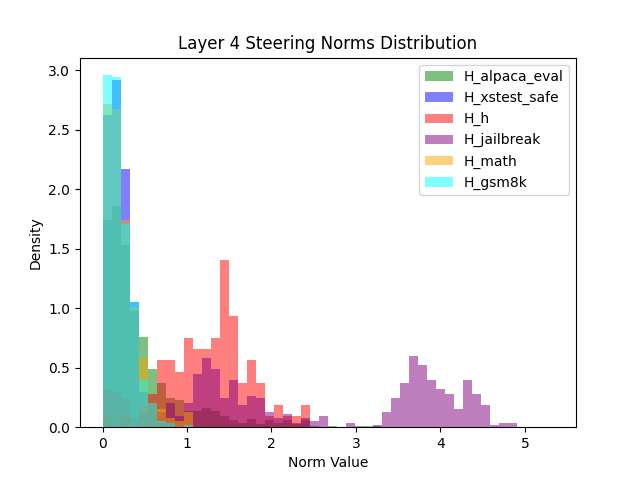 Layer 4 Steering Norms Distribution
3.0
2.5
2.0
1.5
1.0
0.5
0.0
Density
H_alpaca_eval
H_xstest_safe
H_h
H_jailbreak
H_math
H_gsm8k
0 1 2 3 4 5
Norm Value